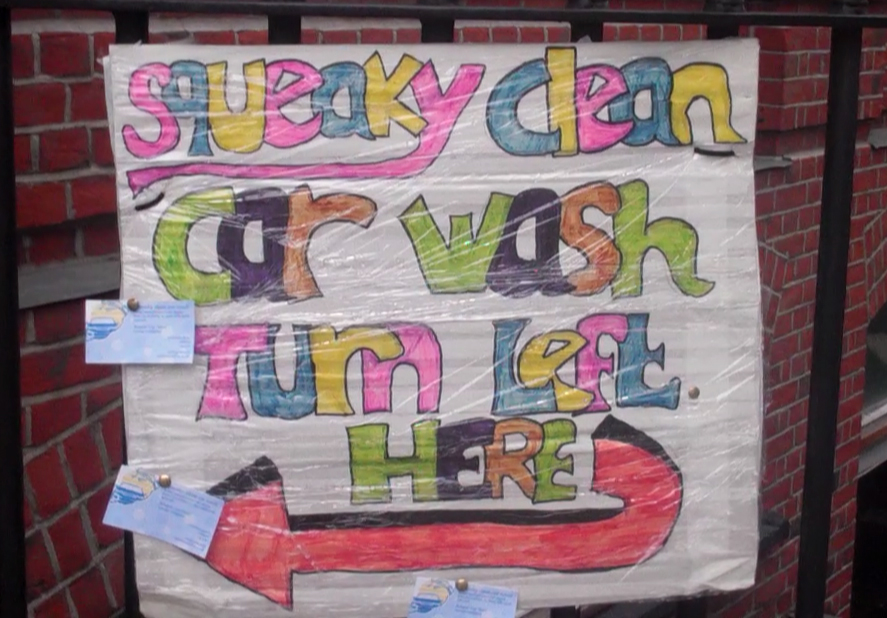 squeaky clean
car wash
Turn Left.
HERE